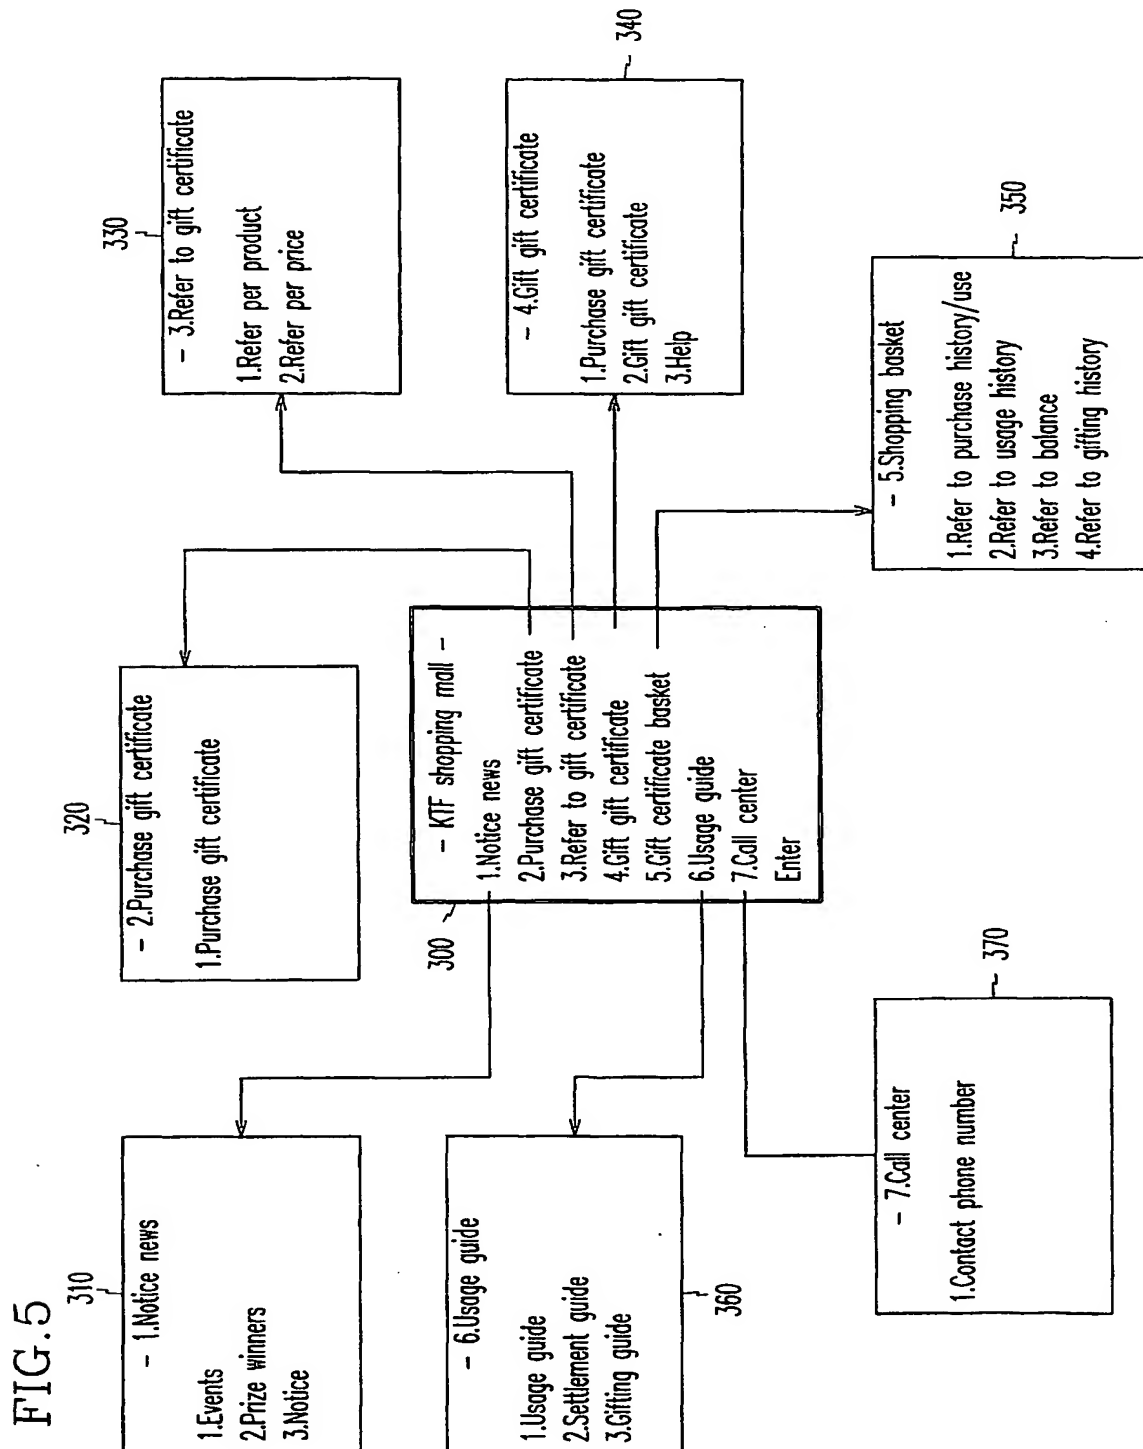 FIG.5
310
- 1.Notice news
1.Events
2.Prize winners
3.Notice
320
- 2.Purchase gift certificate
1.Purchase gift certificate
330
- 3.Refer to gift certificate
1.Refer per product
2.Refer per price
300
- KTF shopping mall -
1.Notice news
2.Purchase gift certificate
3.Refer to gift certificate
4.Gift gift certificate
5.Gift certificate basket
6.Usage guide
7.Call center
Enter
340
- 4.Gift gift certificate
1.Purchase gift certificate
2.Gift gift certificate
3.Help
- 6.Usage guide
1.Usage guide
2.Settlement guide
3.Gifting guide
360
- 7.Call center
1.Contact phone number
370
350
- 5.Shopping basket
1.Refer to purchase history/use
2.Refer to usage history
3.Refer to balance
4.Refer to gifting history